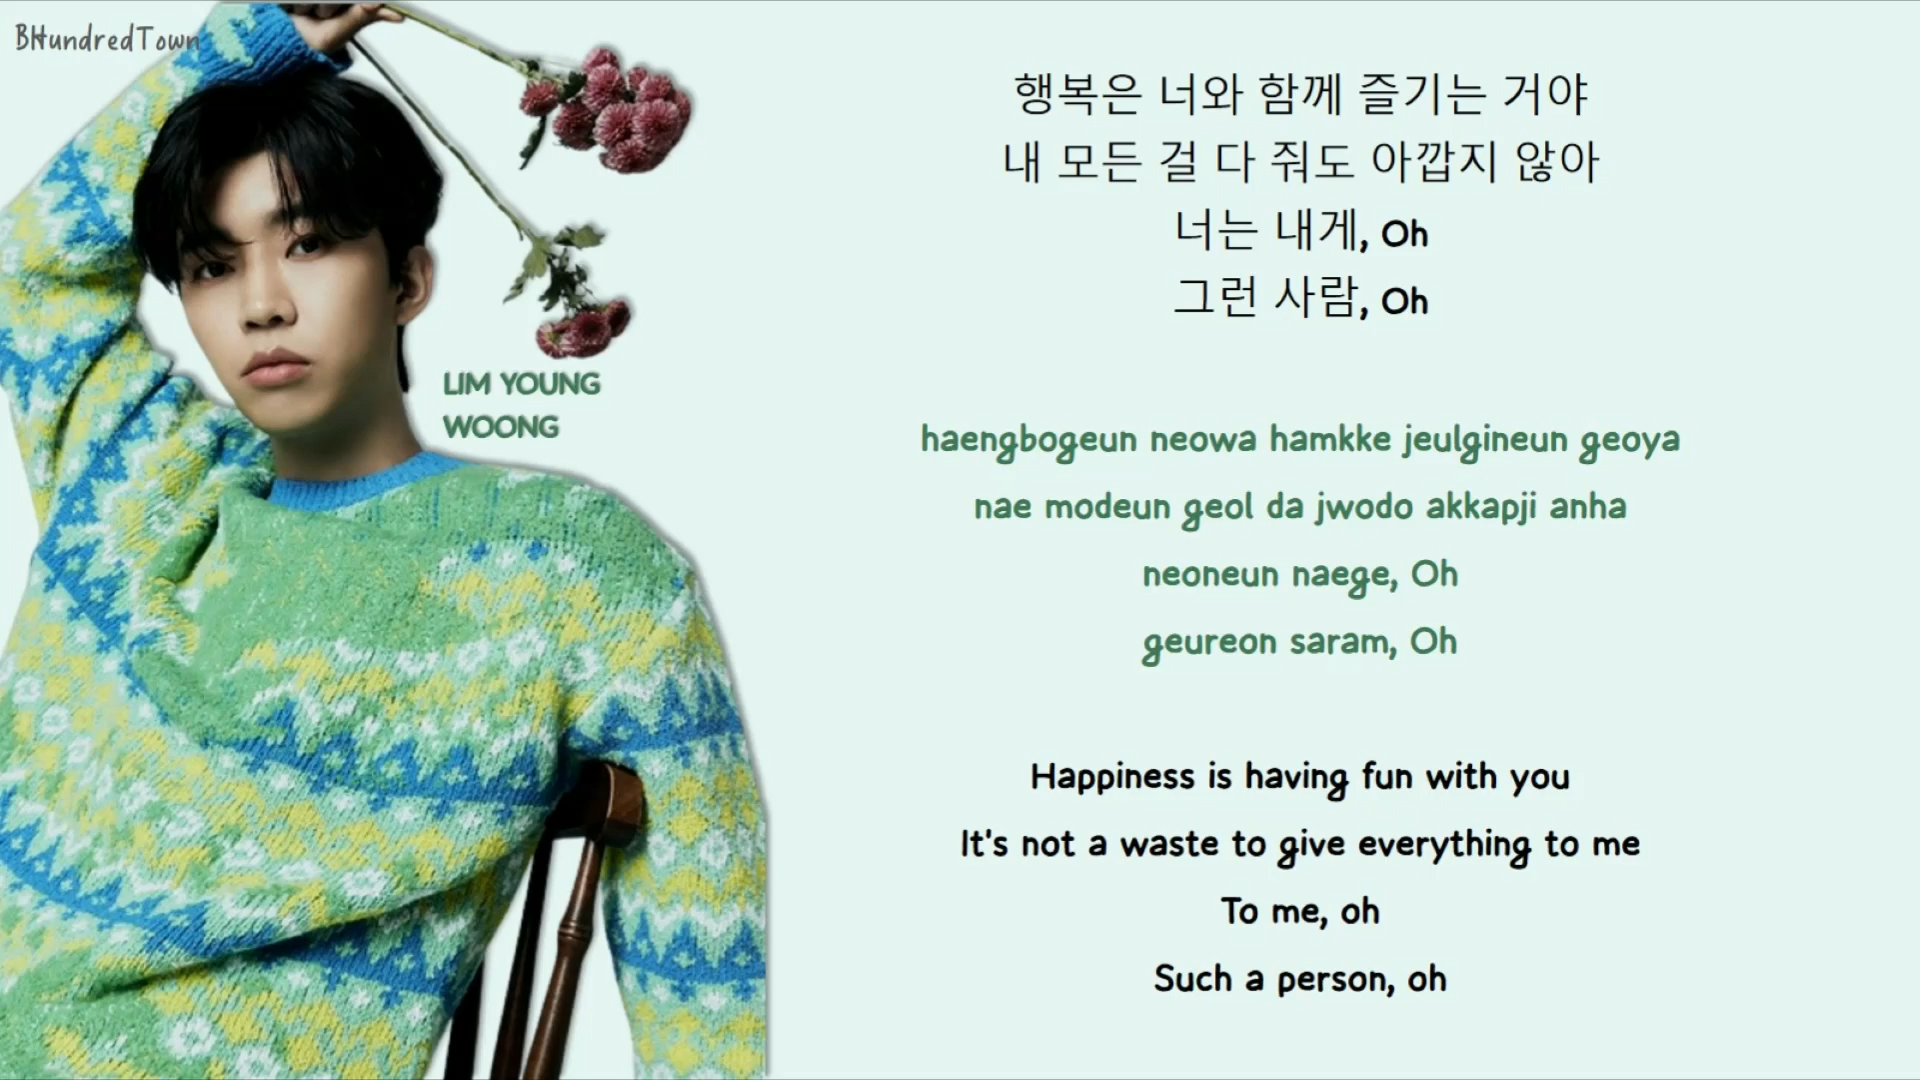 BHundredTown
LIM YOUNG
WOONG
행복은 너와 함께 즐기는 거야
내 모든 걸 다 줘도 아깝지 않아
너는 내게, Oh
그런 사람, Oh
haengbogeun neowa hamkke jeulgineun geoya
nae modeun geol da jwodo akkapji anha
neoneun naege, Oh
geureon saram, Oh
Happiness is having fun with you
It's not a waste to give everything to me
To me, oh
Such a person, oh